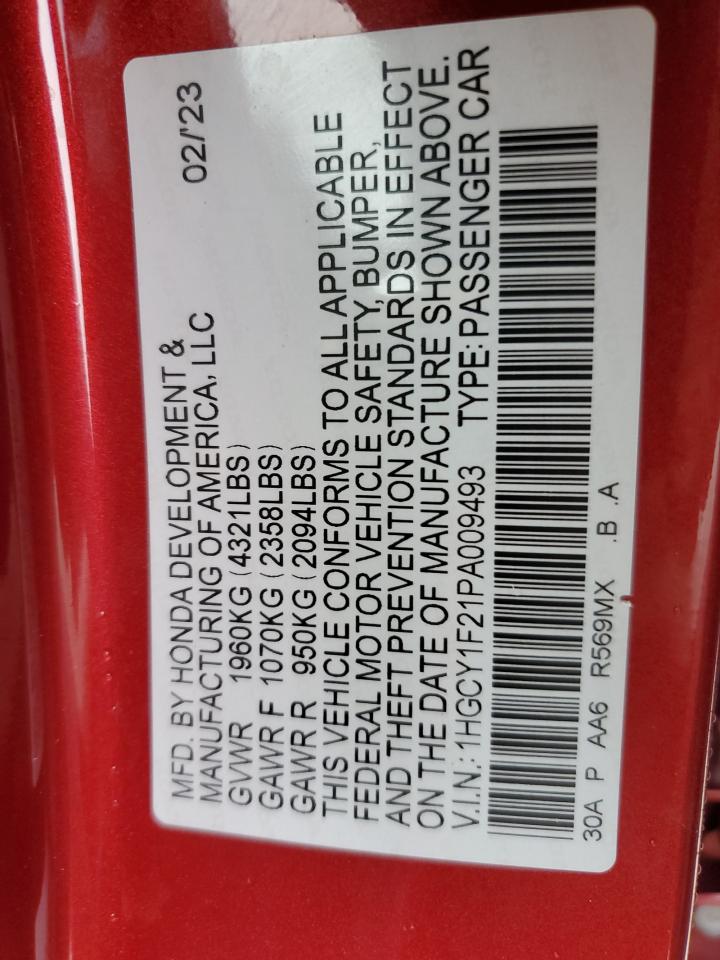 MFD. BY HONDA DEVELOPMENT & 02/'23
MANUFACTURING OF AMERICA, LLC
GVWR 1960KG (4321LBS)
GAWR F 1070KG (2358LBS)
GAWR R 950KG (2094LBS)
THIS VEHICLE CONFORMS TO ALL APPLICABLE
FEDERAL MOTOR VEHICLE SAFETY, BUMPER,
AND THEFT PREVENTION STANDARDS IN EFFECT
ON THE DATE OF MANUFACTURE SHOWN ABOVE.
V.I.N.: 1HGCY1F21PA009493 TYPE: PASSENGER CAR
30A P AA6 R569MX .B .A